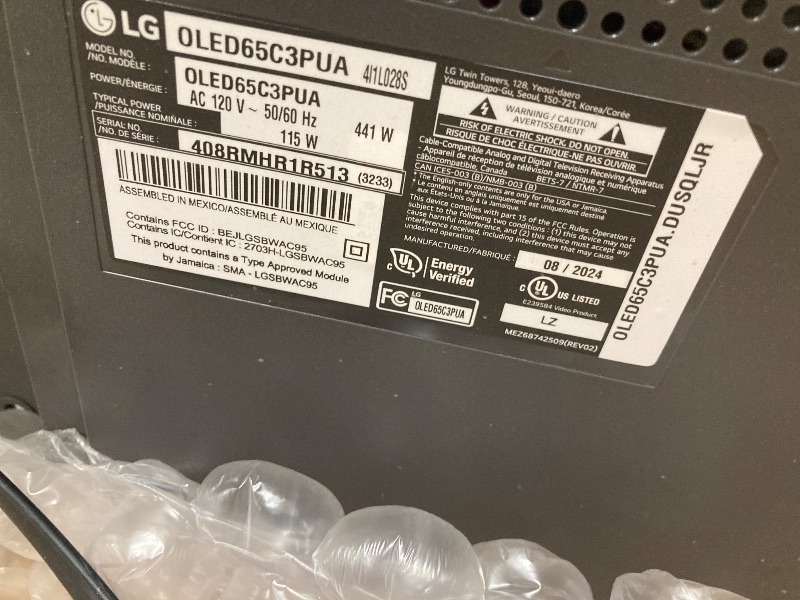 LG OLED65C3PUA 4I1L028S
MODEL NO.
/NO. MODÈLE :
OLED65C3PUA
POWER/ÉNERGIE :
AC 120 V ~ 50/60 Hz 441 W
TYPICAL POWER
/PUISSANCE NOMINALE :
115 W
SERIAL NO.
/NO. DE SÉRIE :
408RMHR1R513 (3233)
ASSEMBLED IN MEXICO/ASSEMBLÉ AU MEXIQUE
Contains FCC ID : BEJLGSBWAC95
Contains IC/Contient IC : 2703H-LGSBWAC95
This product contains a Type Approved Module
by Jamaica : SMA - LGSBWAC95
LG Twin Towers, 128, Yeoui-daero
Youngdungpo-Gu, Seoul, 150-721, Korea/Corée
WARNING / CAUTION
AVERTISSEMENT
RISK OF ELECTRIC SHOCK. DO NOT OPEN.
RISQUE DE CHOC ÉLECTRIQUE-NE PAS OUVRIR.
Cable-Compatible Analog and Digital Television Receiving Apparatus
- Appareil de réception de télévision analogique et numérique
câblocompatible, Canada BETS-7 / NTMR-7
CAN ICES-003 (B)/NMB-003 (B)
* The English-only contents are only for the USA or Jamaica.
* Le contenu en anglais uniquement est uniquement destiné
aux États-Unis ou à la Jamaïque.
This device complies with part 15 of the FCC Rules. Operation is
subject to the following two conditions : (1) this device may not
cause harmful interference, and (2) this device must accept any
interference received, including interference that may cause
undesired operation.
MANUFACTURED/FABRIQUÉ :
08 / 2024
UL Energy
Verified
c UL US LISTED
E239584 Video Product
FC LG
OLED65C3PUA
LZ
MEZ68742509(REV02)
OLED65C3PUA.DUSQLJR